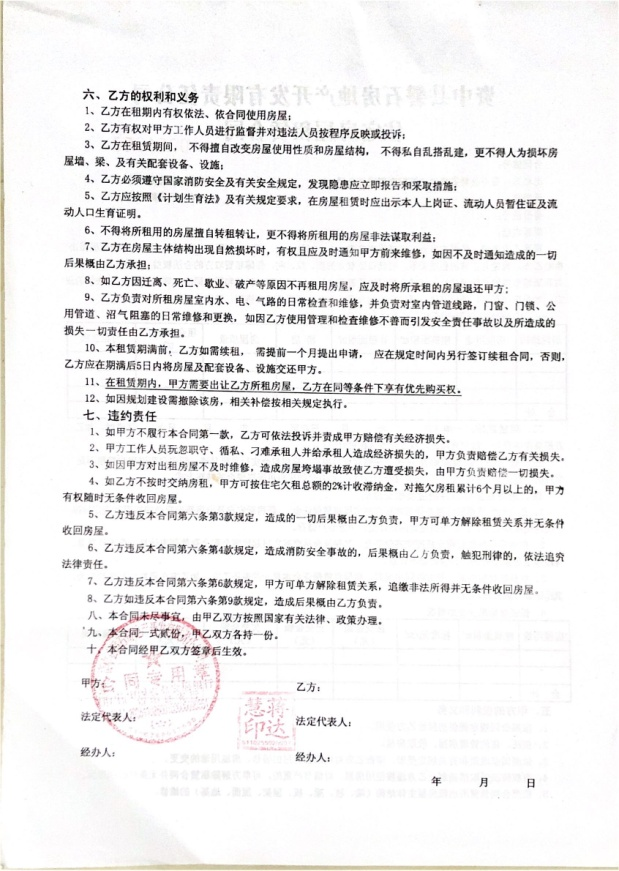 六、乙方的权利和义务
1、乙方在租期内有权依法、依合同使用房屋；
2、乙方有权对甲方工作人员进行监督并对违法人员按程序反映或投诉；
3、乙方在租赁期间， 不得擅自改变房屋使用性质和房屋结构， 不得私自乱搭乱建，更不得人为损坏房
屋墙、梁、及有关配套设备、设施；
4、乙方必须遵守国家消防安全及有关安全规定，发现隐患应立即报告和采取措施；
5、乙方应按照《计划生育法》及有关规定要求，在房屋租赁时应出示本人上岗证、流动人员暂住证及流
动人口生育证明。
6、不得将所租用的房屋擅自转租转让，更不得将所租用的房屋非法谋取利益；
7、乙方在房屋主体结构出现自然损坏时，有权且应及时通知甲方前来维修，如因不及时通知造成的一切
后果概由乙方承担；
8、如乙方因迁离、死亡、歇业、破产等原因不再租用房屋，应及时将所承租的房屋退还甲方；
9、乙方负责对所租房屋室内水、电、气路的日常检查和维修，并负责对室内管道线路，门窗、门锁、公
用管道、沼气阻塞的日常维修和更换，如因乙方使用管理和检查维修不善而引发安全责任事故以及所造成的
损失一切责任由乙方承担。
10、本租赁期满前，乙方如需续租， 需提前一个月提出申请， 应在规定时间内另行签订续租合同，否则，
乙方应在期满后5日内将房屋及配套设备、设施交还甲方。
11、在租赁期内，甲方需要出让乙方所租房屋，乙方在同等条件下享有优先购买权。
12、如因规划建设需撤除该房，相关补偿按相关规定执行。
七、违约责任
1、如甲方不履行本合同第一款，乙方可依法投诉并责成甲方赔偿有关经济损失。
2、甲方工作人员玩忽职守、循私、刁难承租人并给承租人造成经济损失的，甲方负责赔偿乙方有关损失。
3、如因甲方对出租房屋不及时维修，造成房屋垮塌事故致使乙方遭受损失，由甲方负责赔偿一切损失。
4、如乙方不按时交纳房租，甲方可按住宅欠租总额的2%计收滞纳金，对拖欠房租累计6个月以上的，甲方
有权随时无条件收回房屋。
5、乙方违反本合同第六条第3款规定，造成的一切后果概由乙方负责，甲方可单方解除租赁关系并无条件
收回房屋。
6、乙方违反本合同第六条第4款规定，造成消防安全事故的，后果概由乙方负责，触犯刑律的，依法追究
法律责任。
7、乙方违反本合同第六条第6款规定，甲方可单方解除租赁关系，追缴非法所得并无条件收回房屋。
8、乙方如违反本合同第六条第9款规定，造成后果概由乙方负责。
八、本合同未尽事宜，由甲乙双方按照国家有关法律、政策办理。
九、本合同一式贰份，甲乙双方各持一份。
十、本合同经甲乙双方签章后生效。
合同专用章
甲方：
乙方：
蒋达
慧印
法定代表人：
法定代表人：
经办人：
经办人：
年 月 日